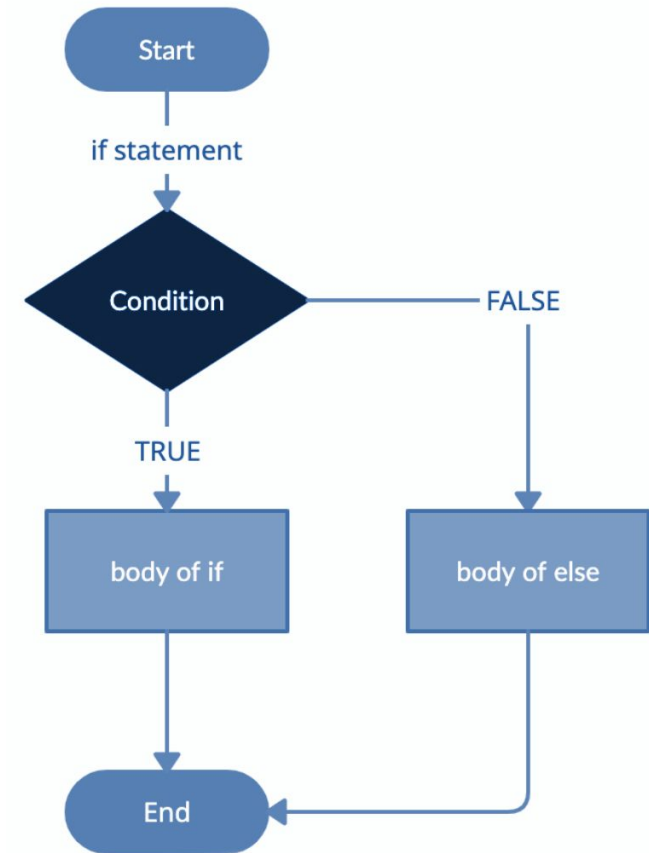 Start
if statement
Condition
FALSE
TRUE
body of if
body of else
End